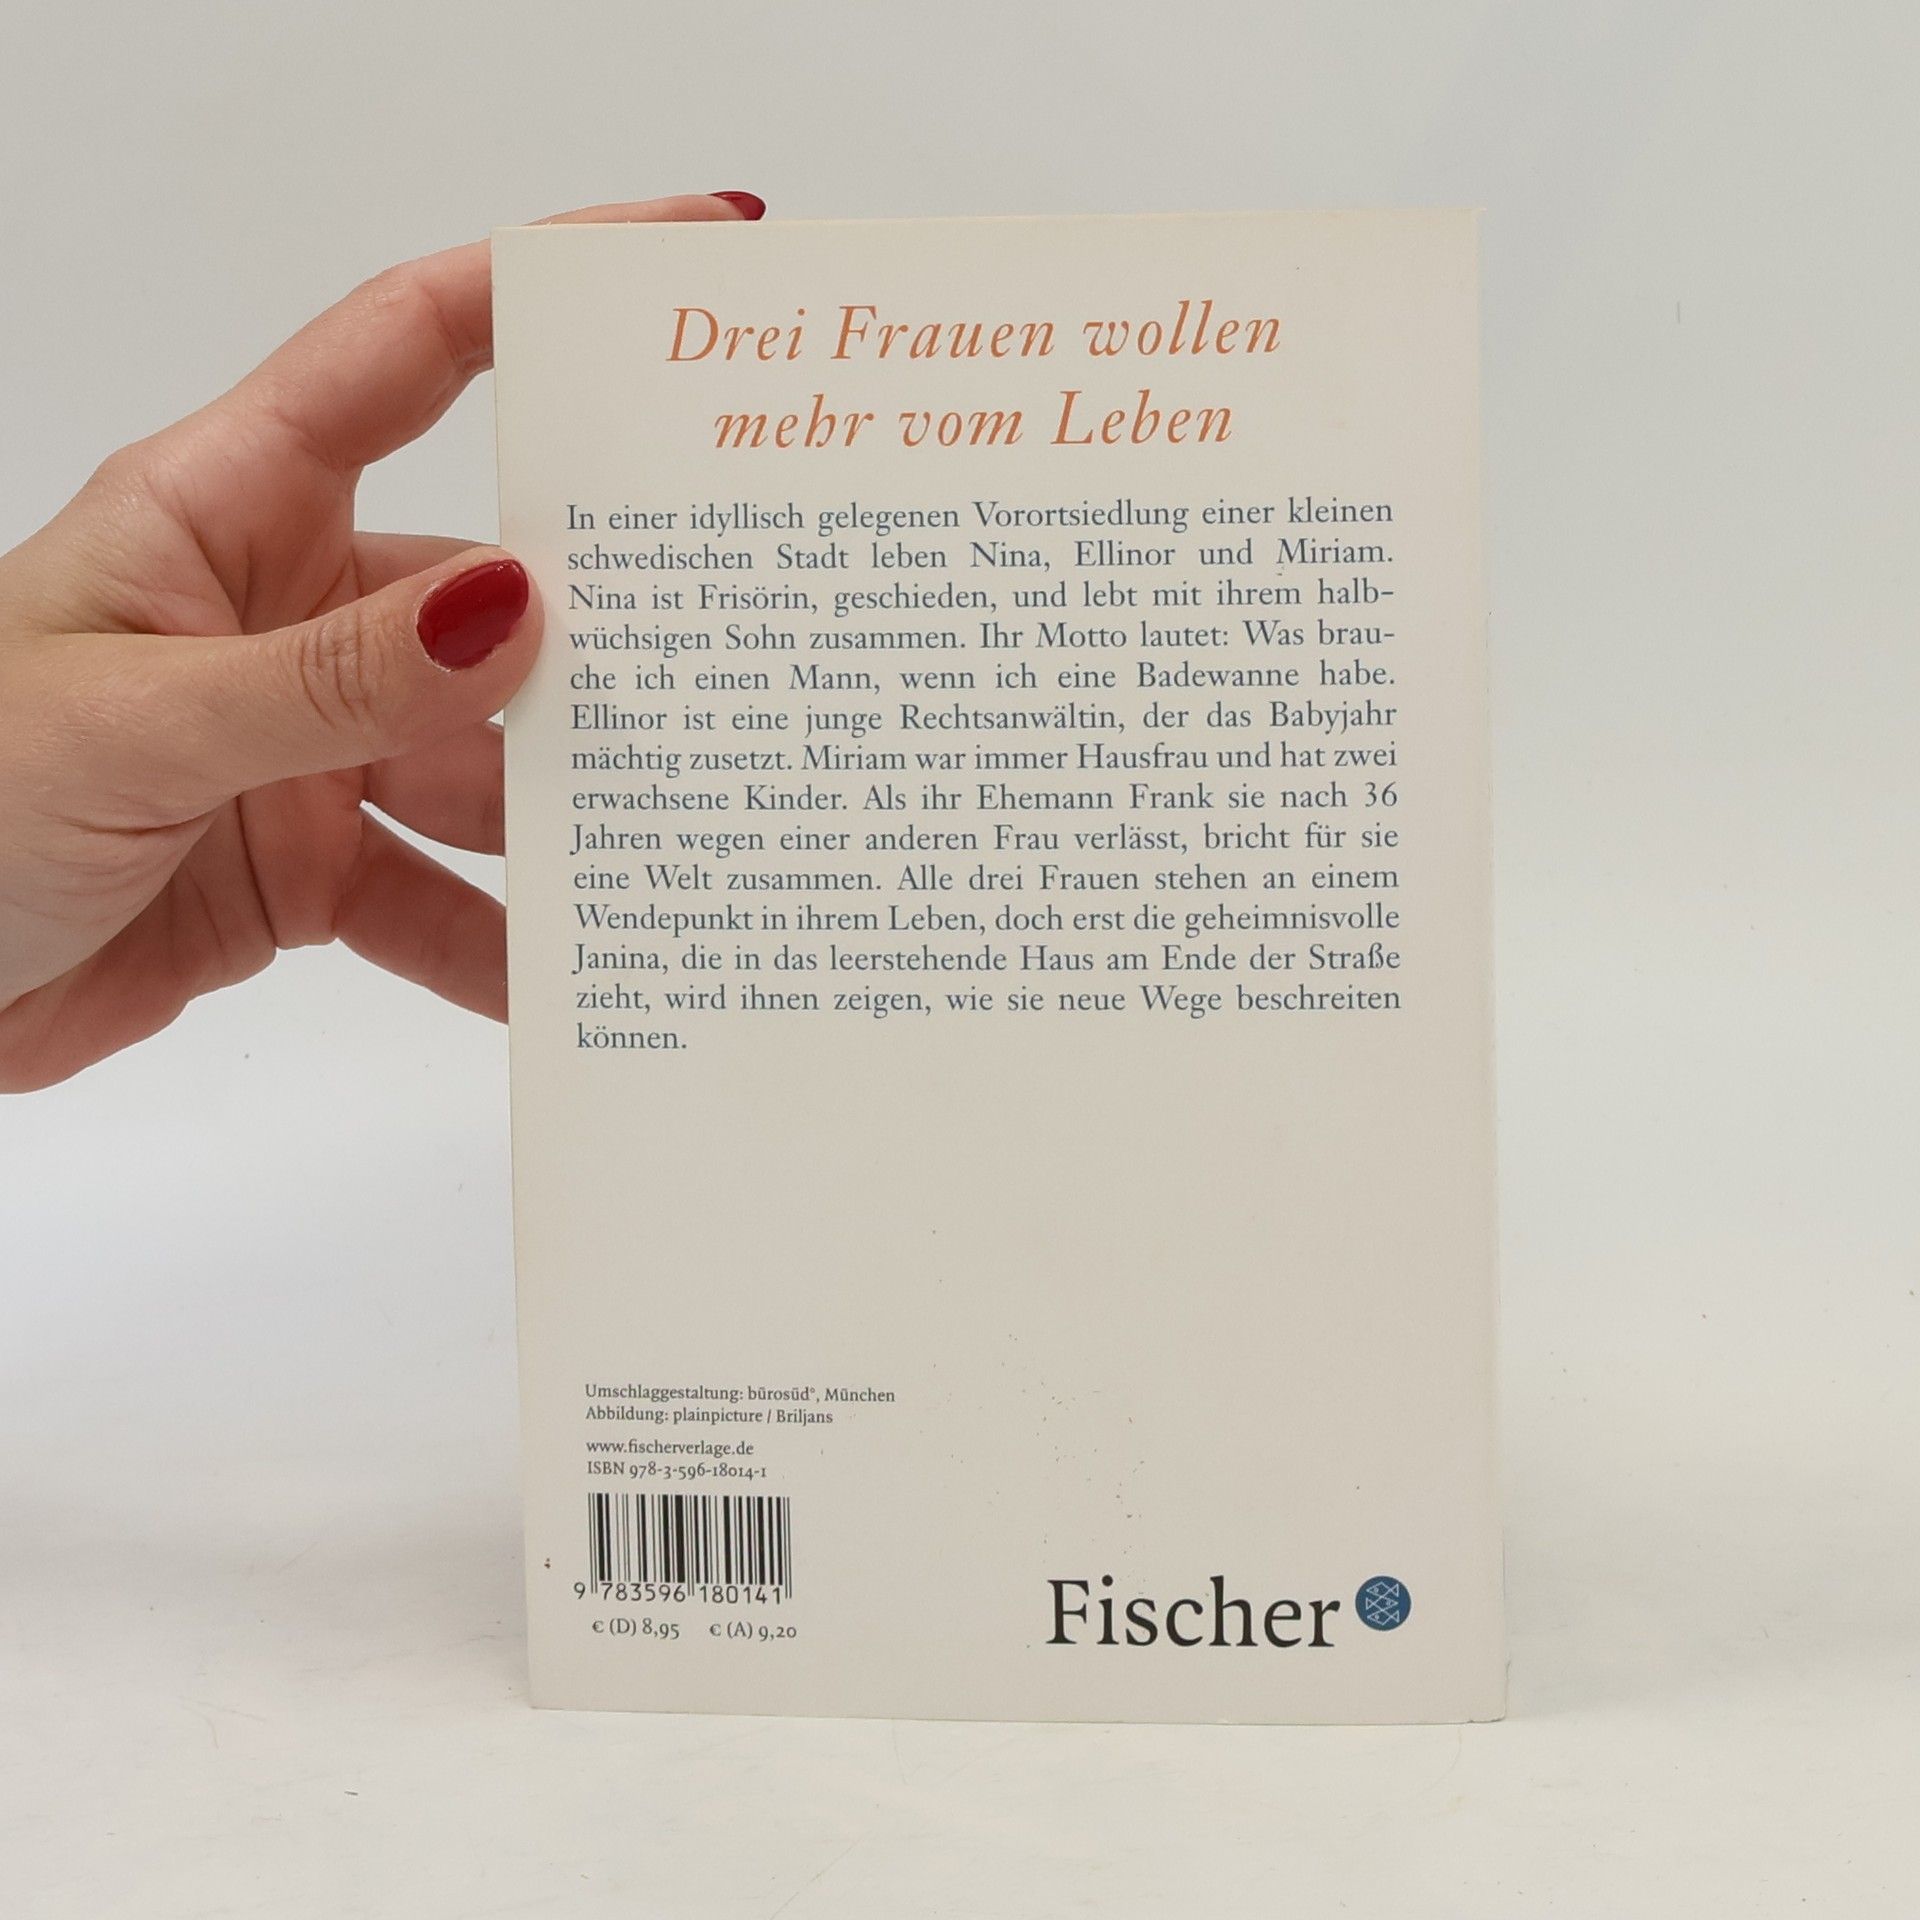 Drei Frauen wollen
mehr vom Leben
In einer idyllisch gelegenen Vorortsiedlung einer kleinen
schwedischen Stadt leben Nina, Ellinor und Miriam.
Nina ist Frisörin, geschieden, und lebt mit ihrem halb-
wüchsigen Sohn zusammen. Ihr Motto lautet: Was brau-
che ich einen Mann, wenn ich eine Badewanne habe.
Ellinor ist eine junge Rechtsanwältin, der das Babyjahr
mächtig zusetzt. Miriam war immer Hausfrau und hat zwei
erwachsene Kinder. Als ihr Ehemann Frank sie nach 36
Jahren wegen einer anderen Frau verlässt, bricht für sie
eine Welt zusammen. Alle drei Frauen stehen an einem
Wendepunkt in ihrem Leben, doch erst die geheimnisvolle
Janina, die in das leerstehende Haus am Ende der Straße
zieht, wird ihnen zeigen, wie sie neue Wege beschreiten
können.
Umschlaggestaltung: bürosüd°, München
Abbildung: plainpicture / Briljans
www.fischerverlage.de
ISBN 978-3-596-18014-1
9 783596 180141
€ (D) 8,95 € (A) 9,20
Fischer